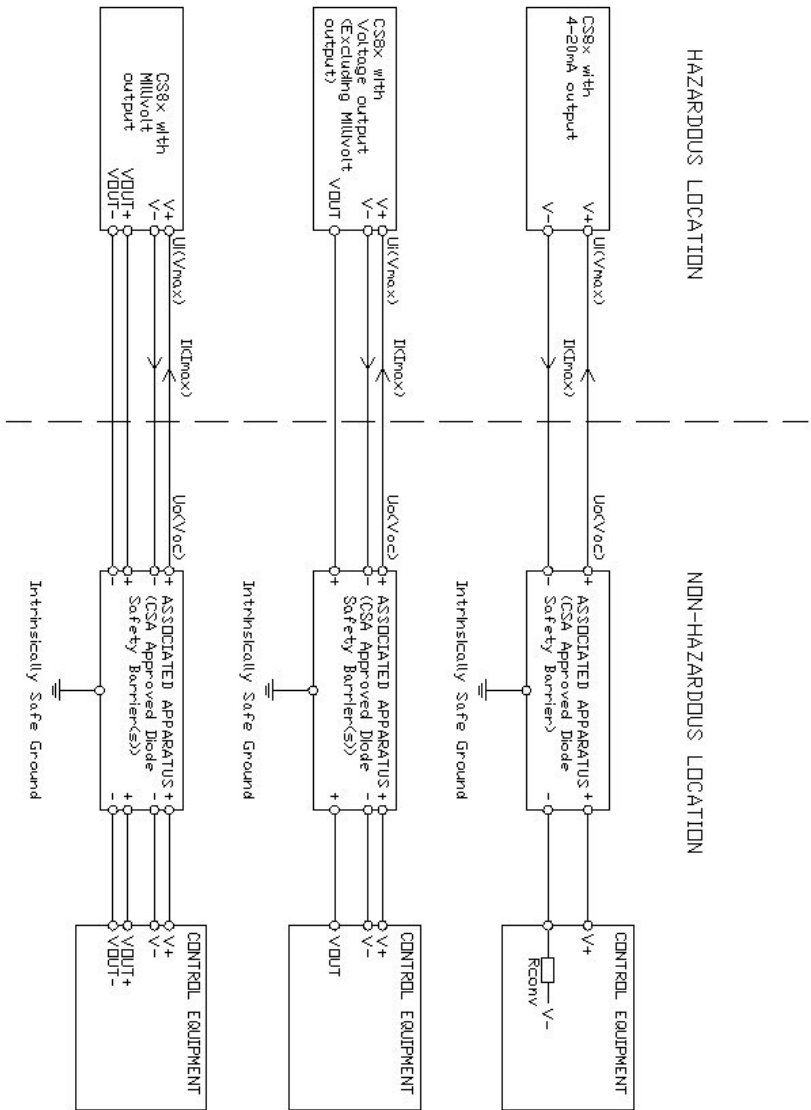 HAZARDOUS LOCATION
NON-HAZARDOUS LOCATION
CS8x with
4-20mA output
V+
V-
Ui(Vmax)
Ii(Imax)
Uo(Voc)
+
-
ASSOCIATED APPARATUS
(CSA Approved Diode
Safety Barrier)
+
-
Intrinsically Safe Ground
CONTROL EQUIPMENT
V+
Rconv
V-
CS8x with
Voltage output
(Excluding Millivolt
output)
V+
V-
VOUT
Ui(Vmax)
Ii(Imax)
Uo(Voc)
+
-
+
ASSOCIATED APPARATUS
(CSA Approved Diode
Safety Barrier(s))
+
-
+
Intrinsically Safe Ground
CONTROL EQUIPMENT
V+
V-
VOUT
CS8x with
Millivolt
output
V+
V-
VOUT+
VOUT-
Ui(Vmax)
Ii(Imax)
Uo(Voc)
+
-
+
-
ASSOCIATED APPARATUS
(CSA Approved Diode
Safety Barrier(s))
+
-
+
-
Intrinsically Safe Ground
CONTROL EQUIPMENT
V+
V-
VOUT+
VOUT-